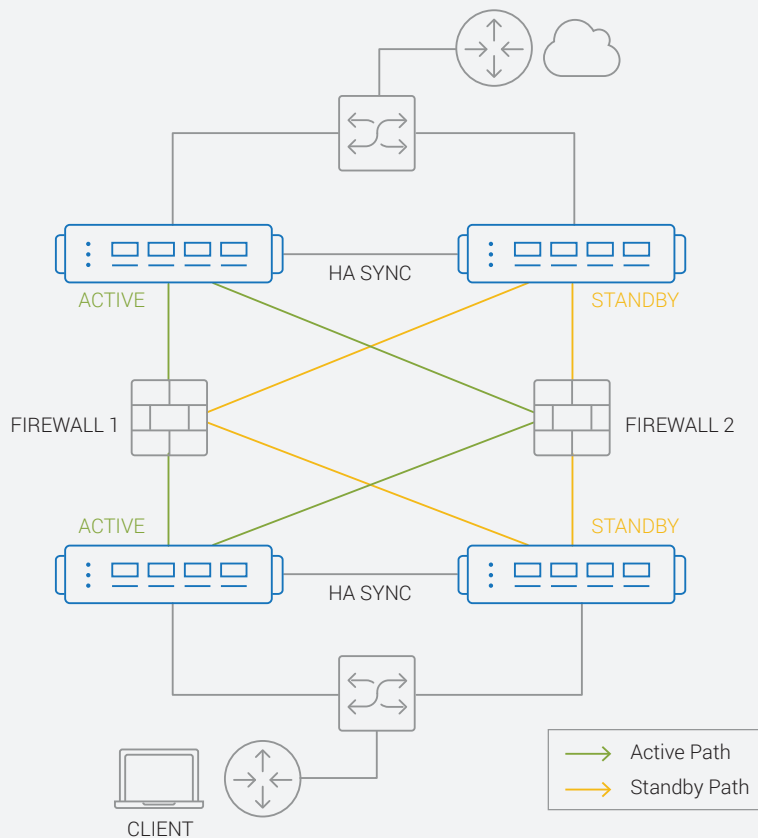 HA SYNC
ACTIVE
STANDBY
FIREWALL 1
FIREWALL 2
ACTIVE
STANDBY
HA SYNC
Active Path
Standby Path
CLIENT